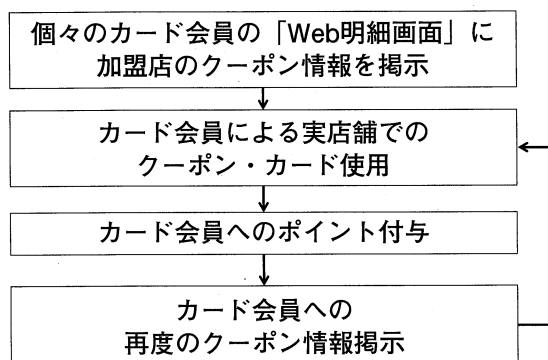 個々のカード会員の「Web明細画面」に
加盟店のクーポン情報を掲示
カード会員による実店舗での
クーポン・カード使用
カード会員へのポイント付与
カード会員への
再度のクーポン情報掲示